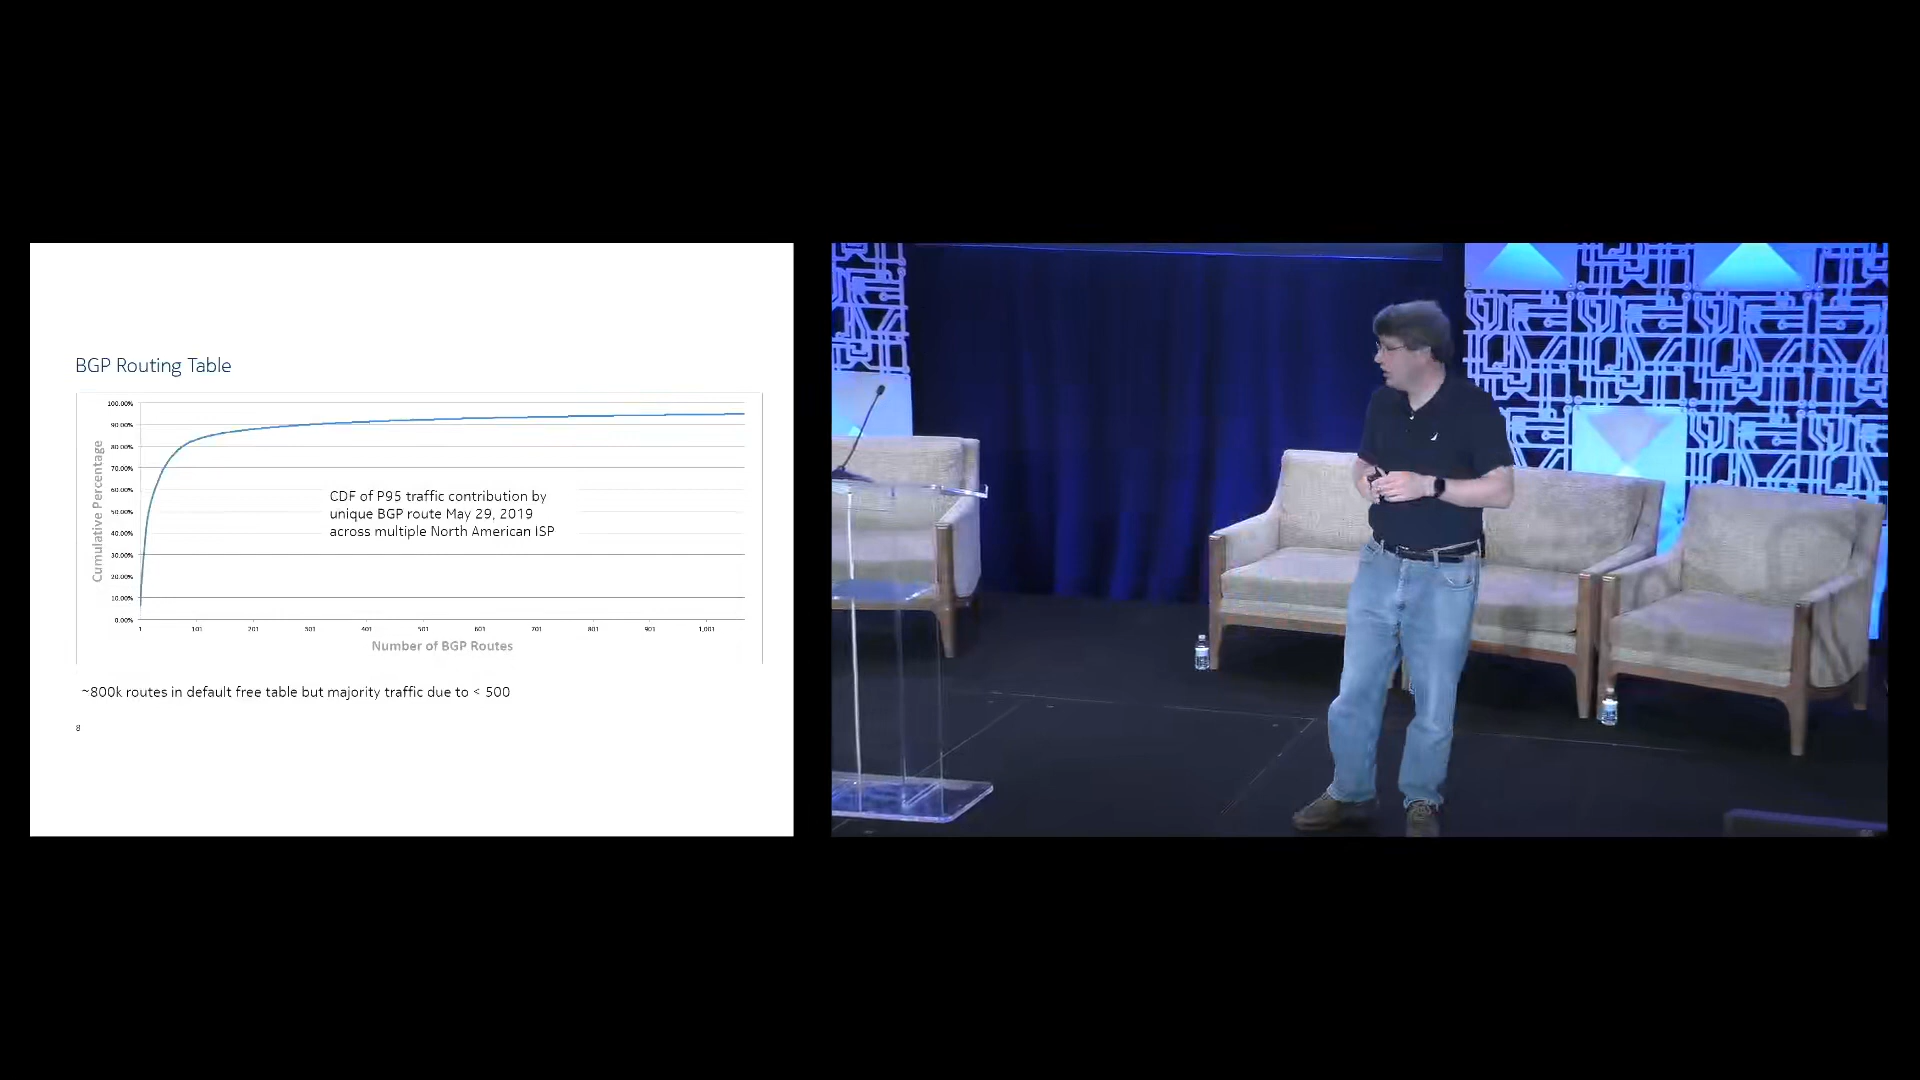 BGP Routing Table
100.00%
90.00%
80.00%
70.00%
60.00%
50.00%
40.00%
30.00%
20.00%
10.00%
0.00%
Cumulative Percentage
CDF of P95 traffic contribution by
unique BGP route May 29, 2019
across multiple North American ISP
1 101 201 301 401 501 601 701 801 901 1,001
Number of BGP Routes
~800k routes in default free table but majority traffic due to < 500
8